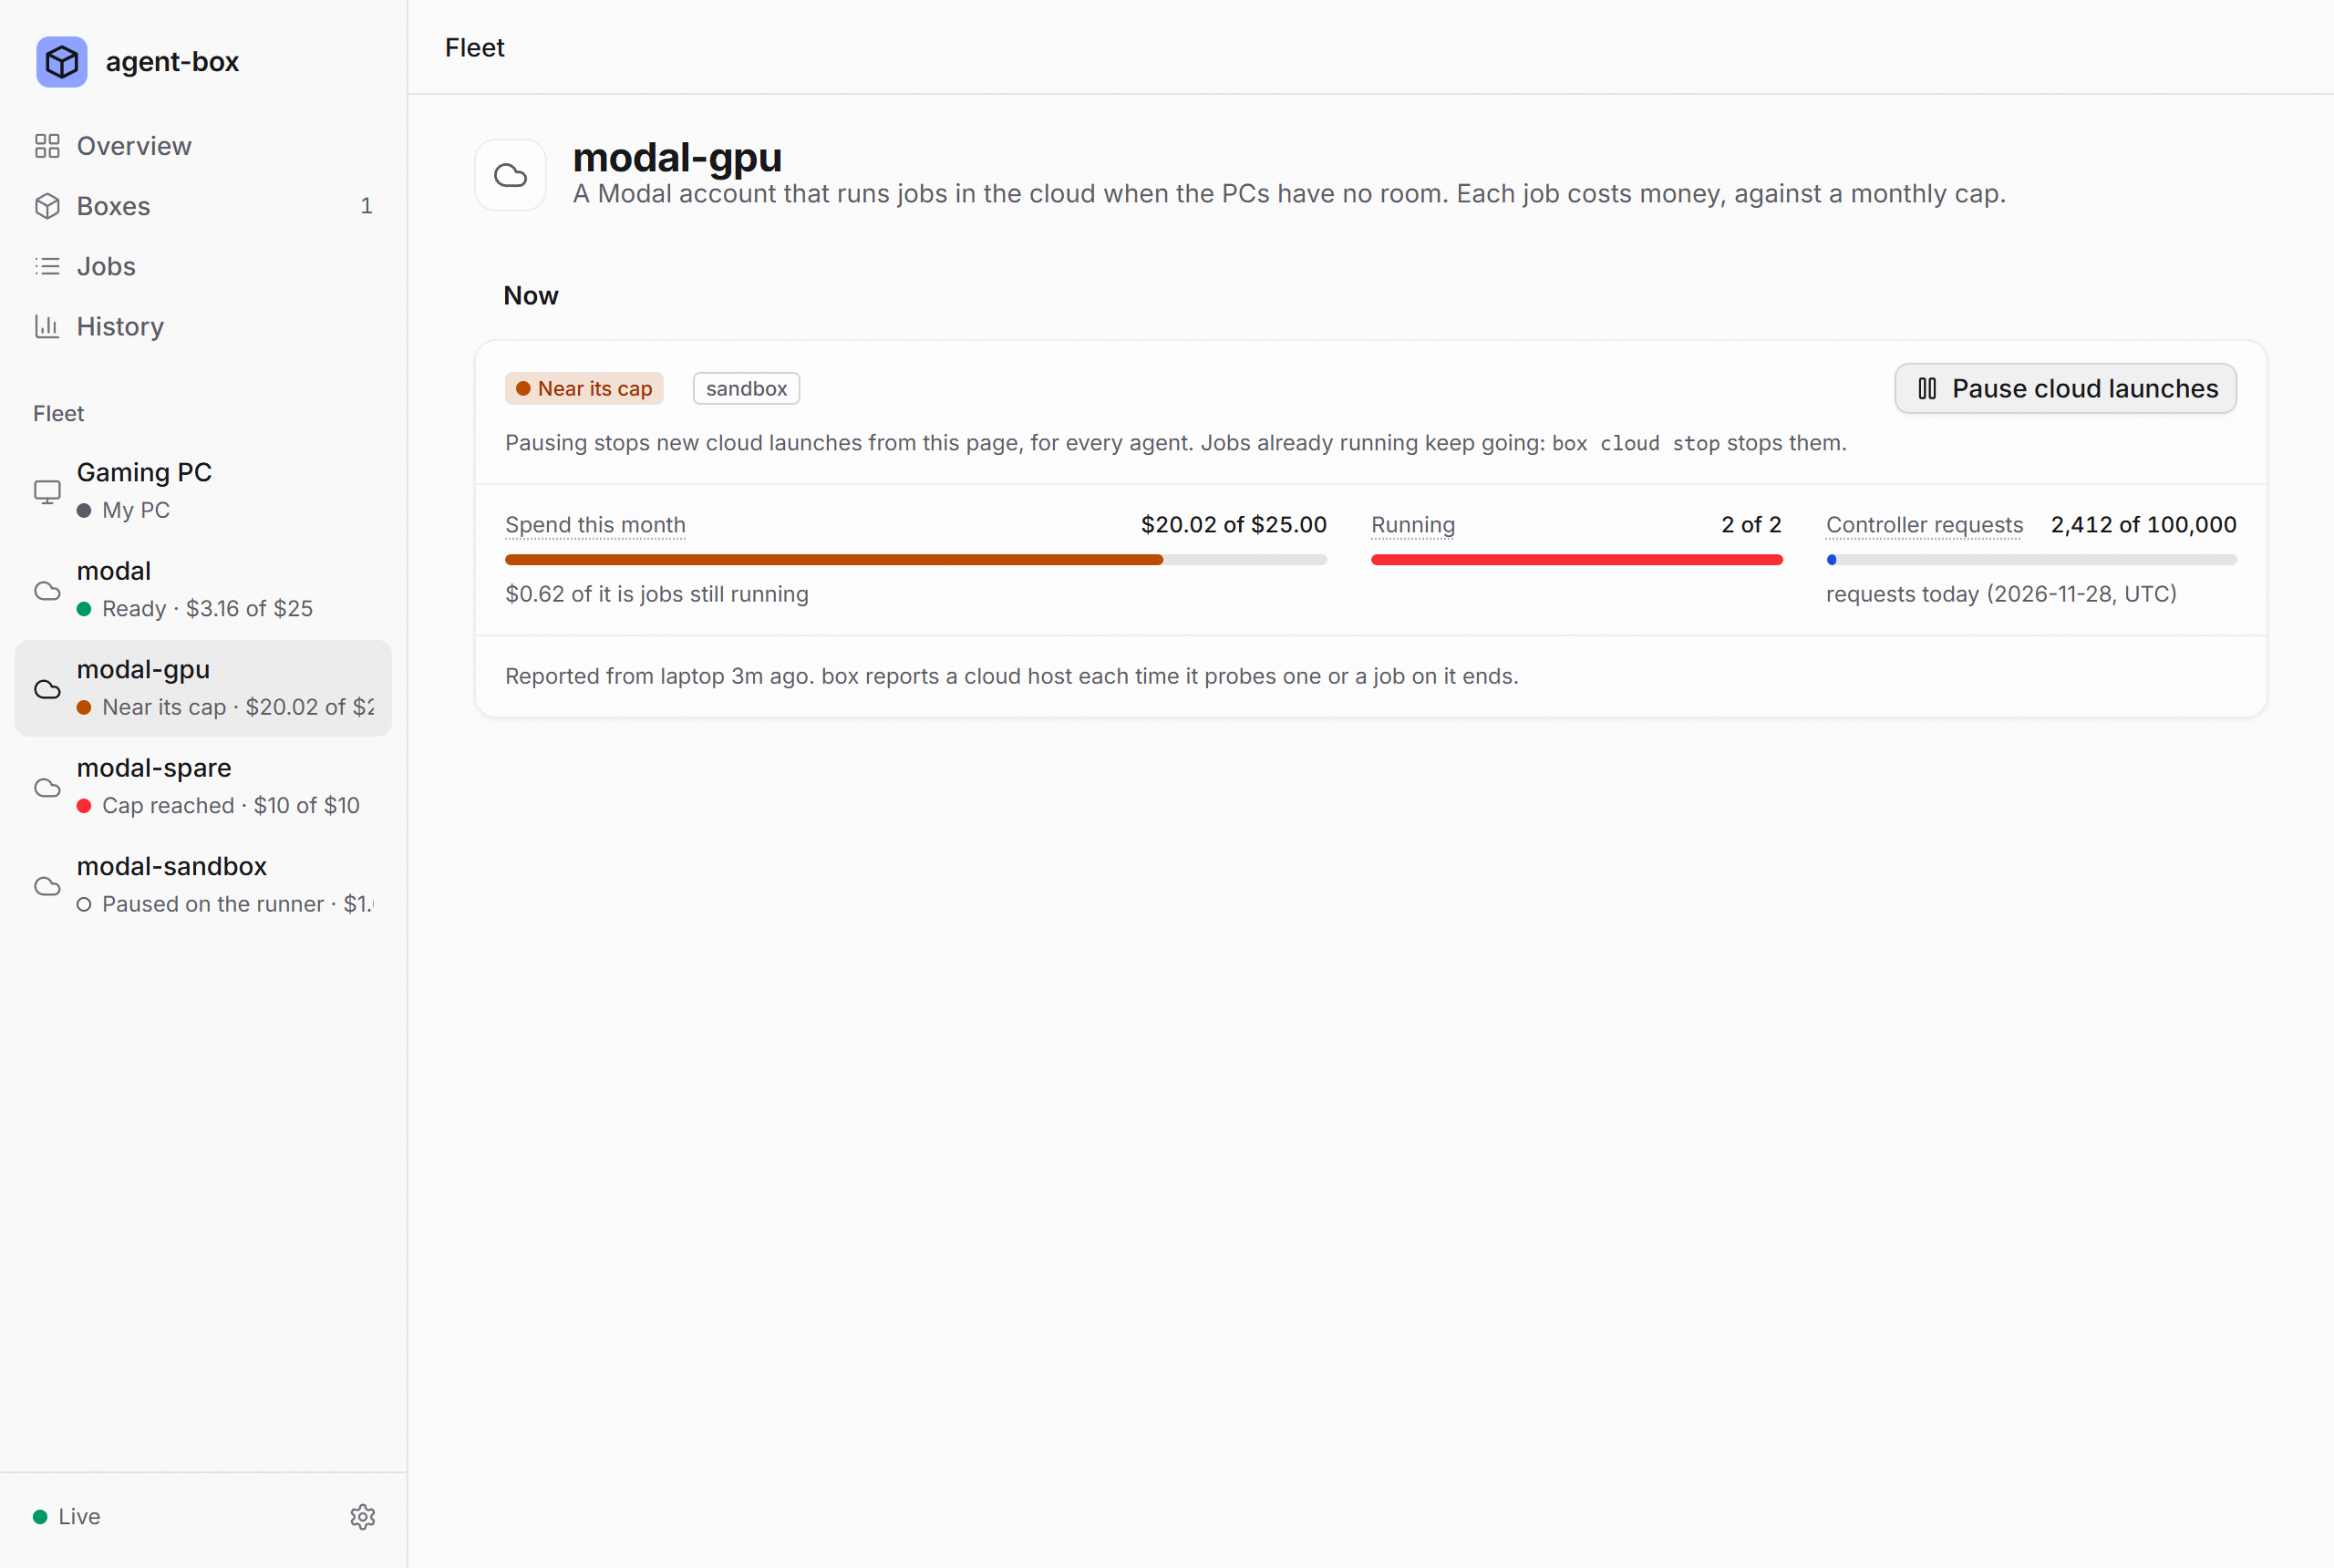 agent-box
Overview
Boxes 1
Jobs
History
Fleet
Gaming PC
My PC
modal
Ready · $3.16 of $25
modal-gpu
Near its cap · $20.02 of $2
modal-spare
Cap reached · $10 of $10
modal-sandbox
Paused on the runner · $1.
Live
Fleet
modal-gpu
A Modal account that runs jobs in the cloud when the PCs have no room. Each job costs money, against a monthly cap.
Now
Near its cap sandbox Pause cloud launches
Pausing stops new cloud launches from this page, for every agent. Jobs already running keep going: box cloud stop stops them.
Spend this month $20.02 of $25.00
$0.62 of it is jobs still running
Running 2 of 2
Controller requests 2,412 of 100,000
requests today (2026-11-28, UTC)
Reported from laptop 3m ago. box reports a cloud host each time it probes one or a job on it ends.